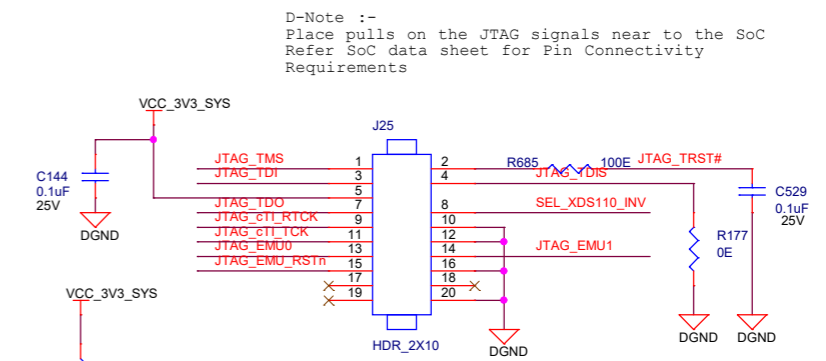 D-Note :-
Place pulls on the JTAG signals near to the SoC
Refer SoC data sheet for Pin Connectivity
Requirements
VCC_3V3_SYS
J25
C144
0.1uF
25V
DGND
JTAG_TMS 1
JTAG_TDI 3
5
JTAG_TDO 7
JTAG_cTI_RTCK 9
JTAG_cTI_TCK 11
JTAG_EMU0 13
JTAG_EMU_RSTn 15
17
19
2 R685 100E JTAG_TRST#
4 JTAG_TDIS
8 SEL_XDS110_INV
10
12
14 JTAG_EMU1
16
18
20
C529
0.1uF
25V
R177
0E
VCC_3V3_SYS
HDR_2X10
DGND
DGND
DGND